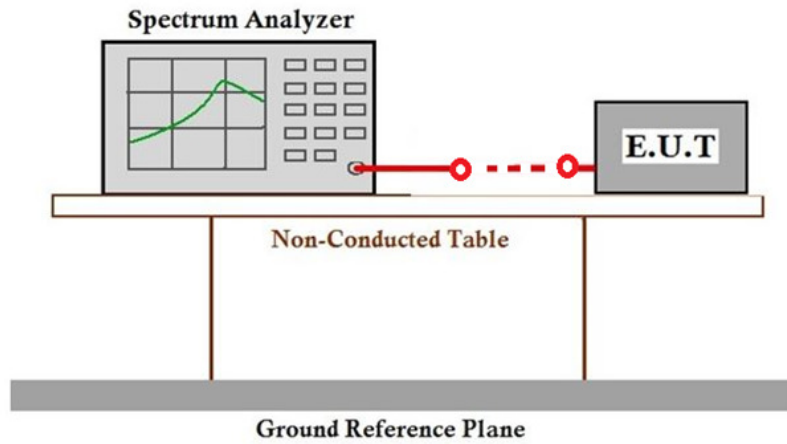 Spectrum Analyzer
E.U.T
Non-Conducted Table
Ground Reference Plane